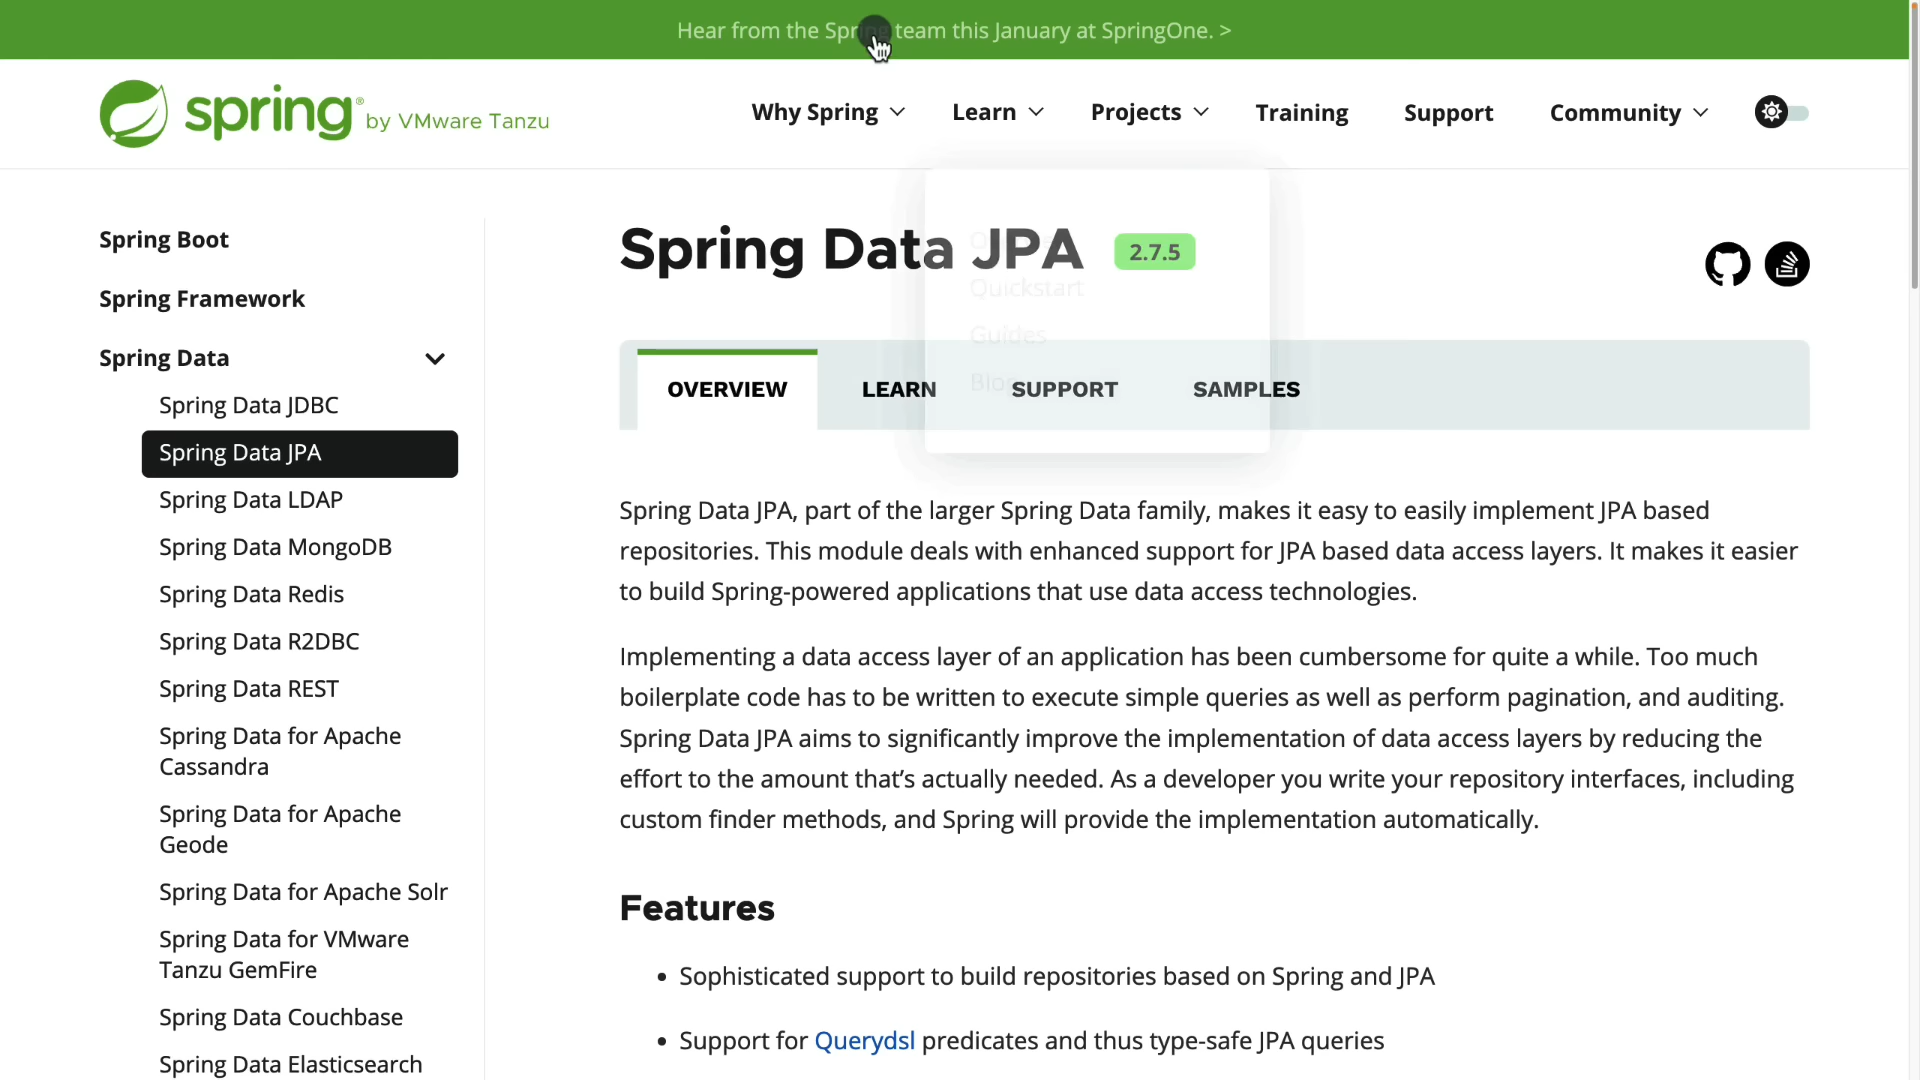 Hear from the Spring team this January at SpringOne. >
spring® by VMware Tanzu
Why Spring
Learn
Projects
Training
Support
Community
Spring Boot
Spring Framework
Spring Data
Spring Data JDBC
Spring Data JPA
Spring Data LDAP
Spring Data MongoDB
Spring Data Redis
Spring Data R2DBC
Spring Data REST
Spring Data for Apache
Cassandra
Spring Data for Apache
Geode
Spring Data for Apache Solr
Spring Data for VMware
Tanzu GemFire
Spring Data Couchbase
Spring Data Elasticsearch
Spring Data JPA 2.7.5
Quickstart
Guides
Blog
OVERVIEW
LEARN
SUPPORT
SAMPLES
Spring Data JPA, part of the larger Spring Data family, makes it easy to easily implement JPA based
repositories. This module deals with enhanced support for JPA based data access layers. It makes it easier
to build Spring-powered applications that use data access technologies.
Implementing a data access layer of an application has been cumbersome for quite a while. Too much
boilerplate code has to be written to execute simple queries as well as perform pagination, and auditing.
Spring Data JPA aims to significantly improve the implementation of data access layers by reducing the
effort to the amount that’s actually needed. As a developer you write your repository interfaces, including
custom finder methods, and Spring will provide the implementation automatically.
Features
• Sophisticated support to build repositories based on Spring and JPA
• Support for Querydsl predicates and thus type-safe JPA queries